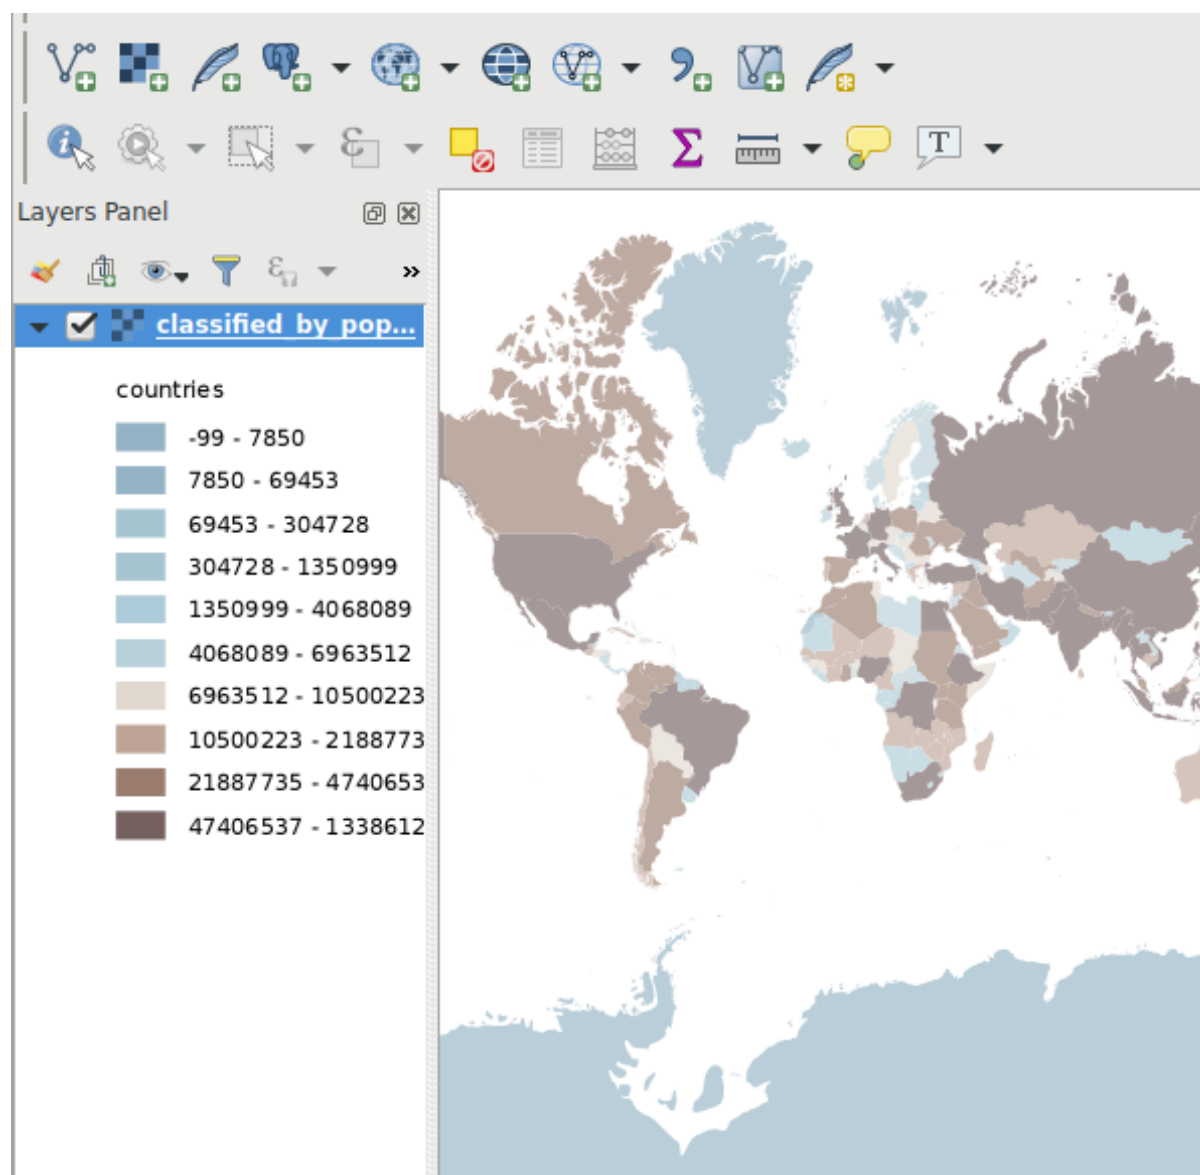 T
Layers Panel
classified_by_pop...
countries
-99 - 7850
7850 - 69453
69453 - 304728
304728 - 1350999
1350999 - 4068089
4068089 - 6963512
6963512 - 10500223
10500223 - 2188773
21887735 - 4740653
47406537 - 1338612